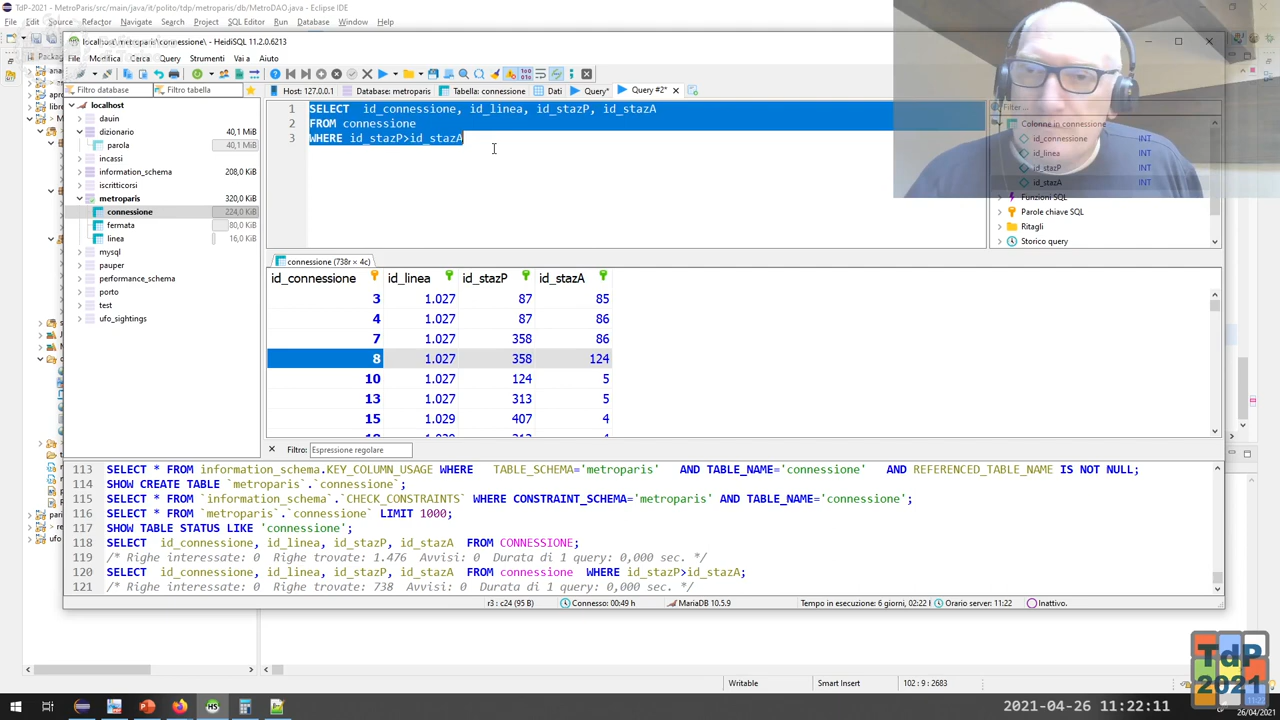 TdP-2021 - MetroParis/src/main/java/it/polito/tdp/metroparis/db/MetroDAO.java - Eclipse IDE
File Edit Source Refactor Navigate Search Project SQL Editor Run Database Window Help
localhost\metroparis\connessione\ - HeidiSQL 11.2.0.6213
File Modifica Cerca Query Strumenti Vai a Aiuto
Filtro database Filtro tabella Host: 127.0.0.1 Database: metroparis Tabella: connessione Dati Query* Query #2*
localhost
dauin
dizionario 40,1 MiB
parola 40,1 MiB
incassi
information_schema 208,0 KiB
iscritticorsi
metroparis 320,0 KiB
connessione 224,0 KiB
fermata 80,0 KiB
linea 16,0 KiB
mysql
pauper
performance_schema
porto
test
ufo_sightings
1 SELECT id_connessione, id_linea, id_stazP, id_stazA
2 FROM connessione
3 WHERE id_stazP>id_stazA
Filter ...
Colonne in connessione
id_connessione INT
id_linea INT
id_stazP INT
id_stazA INT
Funzioni SQL
Parole chiave SQL
Ritagli
Storico query
connessione (738r × 4c)
id_connessione id_linea id_stazP id_stazA
3 1.027 87 85
4 1.027 87 86
7 1.027 358 86
8 1.027 358 124
10 1.027 124 5
13 1.027 313 5
15 1.029 407 4
Filtro: Espressione regolare
113 SELECT * FROM information_schema.KEY_COLUMN_USAGE WHERE TABLE_SCHEMA='metroparis' AND TABLE_NAME='connessione' AND REFERENCED_TABLE_NAME IS NOT NULL;
114 SHOW CREATE TABLE `metroparis`.`connessione`;
115 SELECT * FROM `information_schema`.`CHECK_CONSTRAINTS` WHERE CONSTRAINT_SCHEMA='metroparis' AND TABLE_NAME='connessione';
116 SELECT * FROM `metroparis`.`connessione` LIMIT 1000;
117 SHOW TABLE STATUS LIKE 'connessione';
118 SELECT id_connessione, id_linea, id_stazP, id_stazA FROM CONNESSIONE;
119 /* Righe interessate: 0 Righe trovate: 1.476 Avvisi: 0 Durata di 1 query: 0,000 sec. */
120 SELECT id_connessione, id_linea, id_stazP, id_stazA FROM connessione WHERE id_stazP>id_stazA;
121 /* Righe interessate: 0 Righe trovate: 738 Avvisi: 0 Durata di 1 query: 0,000 sec. */
r3 : c24 (95 B) Connesso: 00:49 h MariaDB 10.5.9 Tempo in esecuzione: 6 giorni, 02:22 h Orario server: 11:22 Inattivo.
Writable Smart Insert 102 : 9 : 2683
TdP
2021
2021-04-26 11:22:11
26/04/2021